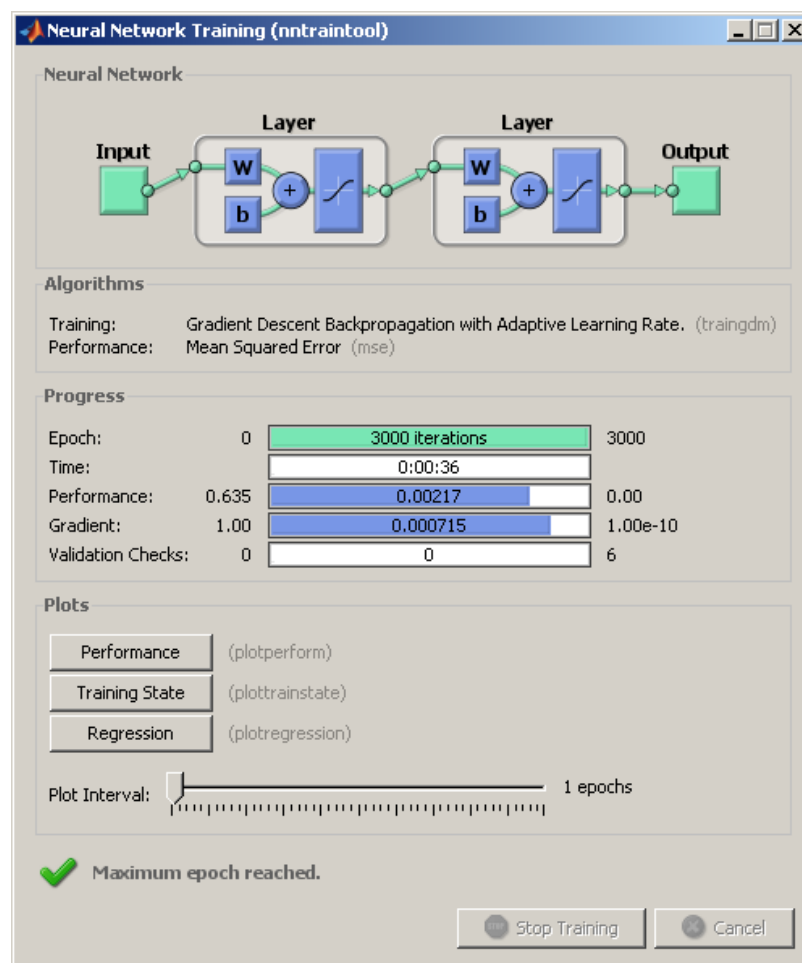 Neural Network Training (nntraintool)
Neural Network
Layer Layer
Input Output
W W
b b
+ +
Algorithms
Training: Gradient Descent Backpropagation with Adaptive Learning Rate. (traingdm)
Performance: Mean Squared Error (mse)
Progress
Epoch: 0 3000 iterations 3000
Time: 0:00:36
Performance: 0.635 0.00217 0.00
Gradient: 1.00 0.000715 1.00e-10
Validation Checks: 0 0 6
Plots
Performance (plotperform)
Training State (plottrainstate)
Regression (plotregression)
Plot Interval: 1 epochs
Maximum epoch reached.
Stop Training Cancel